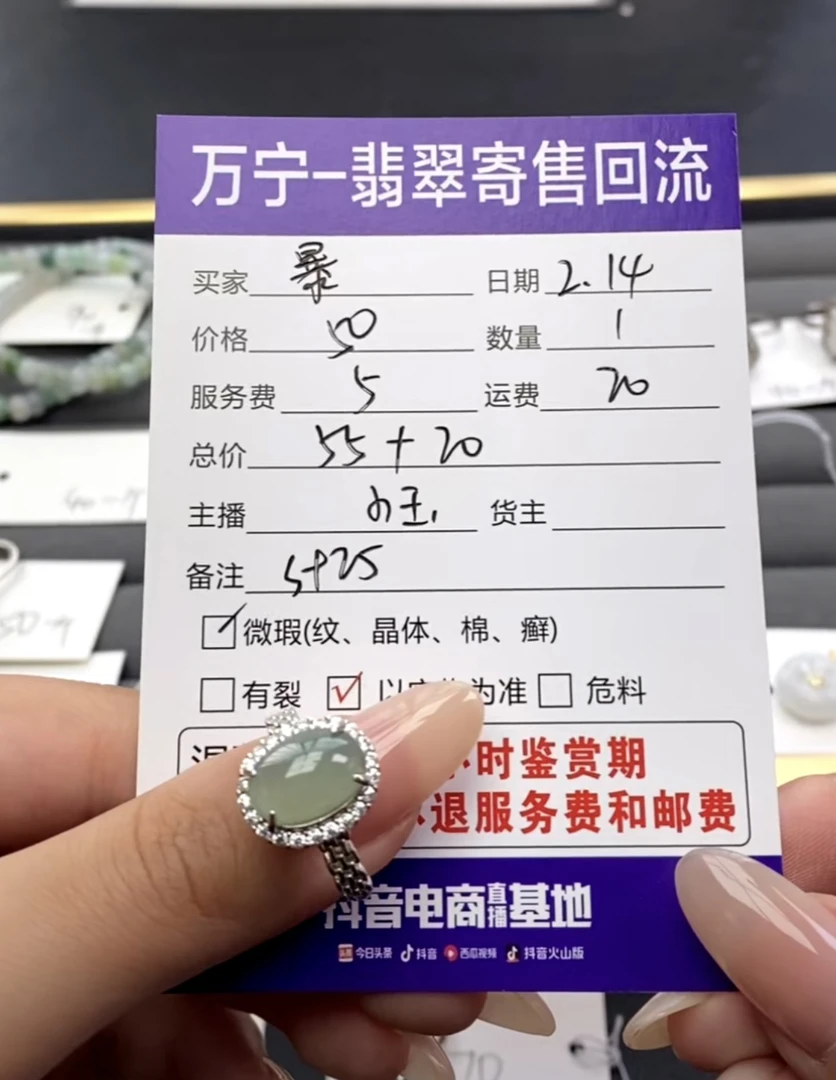 万宁-翡翠寄售回流
买家 暴 日期 2.14
价格 50 数量 1
服务费 5 运费 20
总价 55+20
主播 小玉 货主
备注 5+25
微瑕(纹、晶体、棉、癣)
有裂 以 为准 危料
时鉴赏期
退服务费和邮费
抖音电商直播基地
今日头条 抖音 西瓜视频 抖音火山版
70